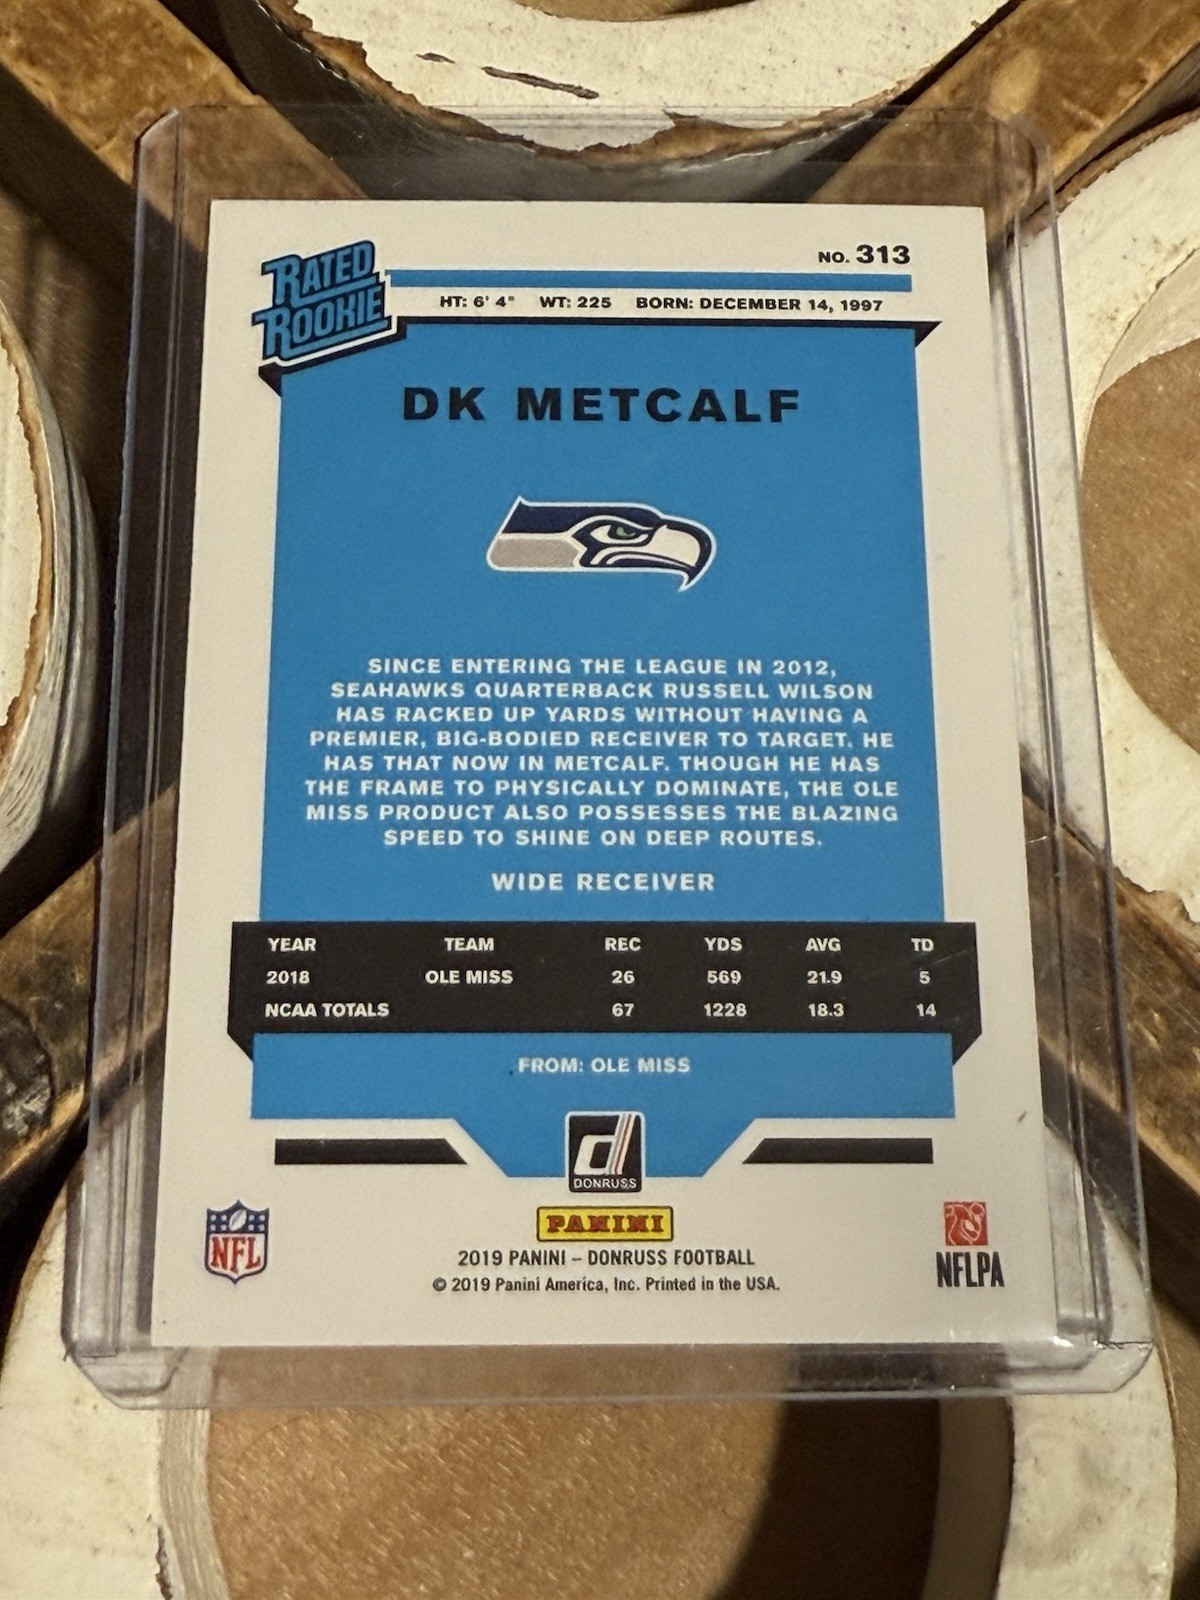 RATED
ROOKIE
NO. 313
HT: 6' 4" WT: 225 BORN: DECEMBER 14, 1997
DK METCALF
SINCE ENTERING THE LEAGUE IN 2012,
SEAHAWKS QUARTERBACK RUSSELL WILSON
HAS RACKED UP YARDS WITHOUT HAVING A
PREMIER, BIG-BODIED RECEIVER TO TARGET. HE
HAS THAT NOW IN METCALF. THOUGH HE HAS
THE FRAME TO PHYSICALLY DOMINATE, THE OLE
MISS PRODUCT ALSO POSSESSES THE BLAZING
SPEED TO SHINE ON DEEP ROUTES.
WIDE RECEIVER
YEAR TEAM REC YDS AVG TD
2018 OLE MISS 26 569 21.9 5
NCAA TOTALS 67 1228 18.3 14
FROM: OLE MISS
d
DONRUSS
PANINI
NFL
2019 PANINI – DONRUSS FOOTBALL
© 2019 Panini America, Inc. Printed in the USA.
NFLPA